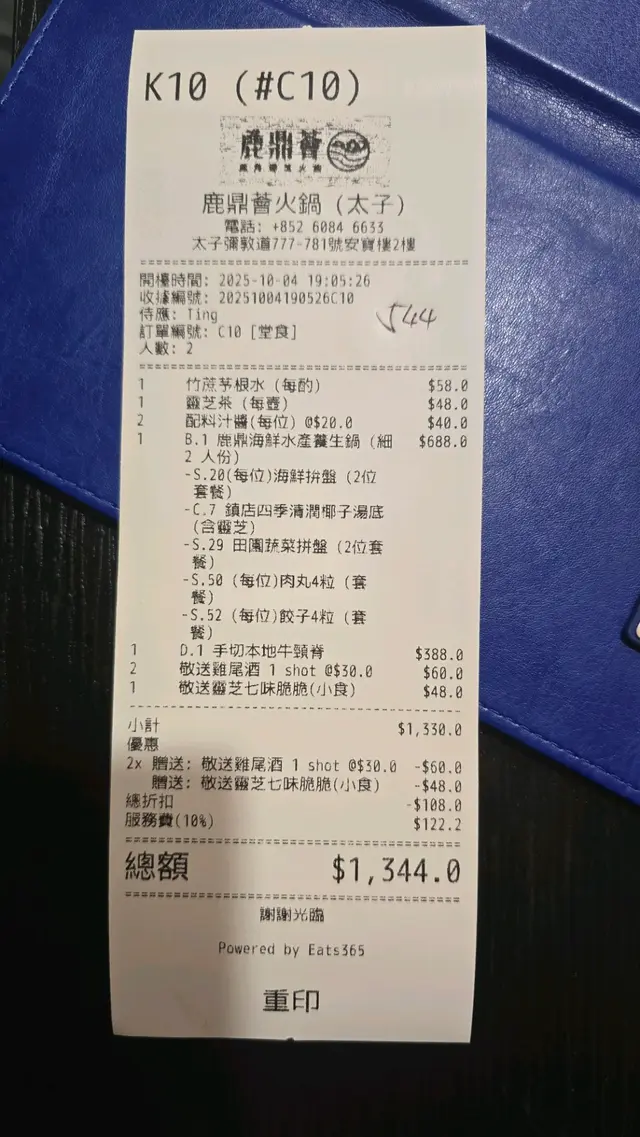 K10 (#C10)
鹿鼎薈
鹿鼎薈火鍋 (太子)
電話: +852 6084 6633
太子彌敦道777-781號安寶樓2樓
開檯時間: 2025-10-04 19:05:26
收據編號: 20251004190526C10
侍應: Ting
544
訂單編號: C10 [堂食]
人數: 2
1 竹蔗茅根水 (每酌) $58.0
1 靈芝茶 (每壺) $48.0
2 配料汁醬(每位) @$20.0 $40.0
1 B.1 鹿鼎海鮮水產養生鍋 (細 $688.0
2 人份)
-S.20(每位)海鮮拚盤 (2位
套餐)
-C.7 鎮店四季清潤椰子湯底
(含靈芝)
-S.29 田園蔬菜拼盤 (2位套
餐)
-S.50 (每位)肉丸4粒 (套
餐)
-S.52 (每位)餃子4粒 (套
餐)
1 D.1 手切本地牛頸脊 $388.0
2 敬送雞尾酒 1 shot @$30.0 $60.0
1 敬送靈芝七味脆脆(小食) $48.0
小計 $1,330.0
優惠
2x 贈送: 敬送雞尾酒 1 shot @$30.0 -$60.0
贈送: 敬送靈芝七味脆脆(小食) -$48.0
總折扣 -$108.0
服務費(10%) $122.2
總額 $1,344.0
謝謝光臨
Powered by Eats365
重印